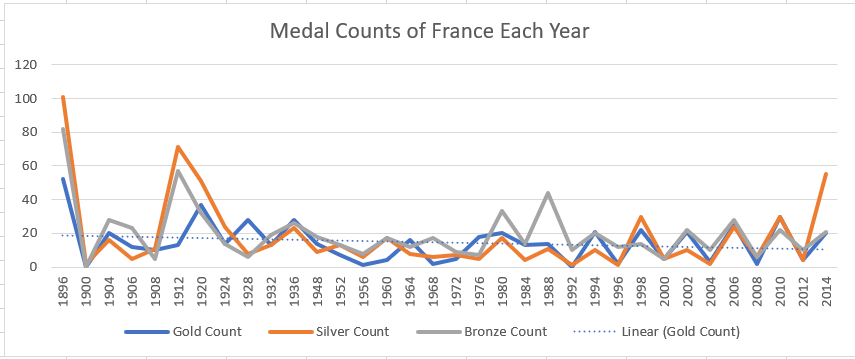 Medal Counts of France Each Year
120
100
80
60
40
20
0
1896 1900 1904 1906 1908 1912 1920 1924 1928 1932 1936 1948 1952 1956 1960 1964 1968 1972 1976 1980 1984 1988 1992 1994 1996 1998 2000 2002 2004 2006 2008 2010 2012 2014
Gold Count Silver Count Bronze Count Linear (Gold Count)